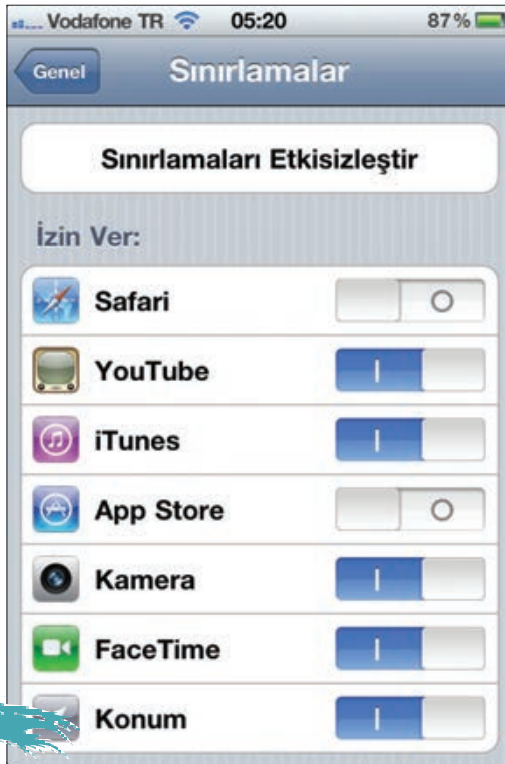 Vodafone TR 05:20 87%
Genel Sınırlamalar
Sınırlamaları Etkisizleştir
İzin Ver:
Safari
YouTube
iTunes
App Store
Kamera
FaceTime
Konum